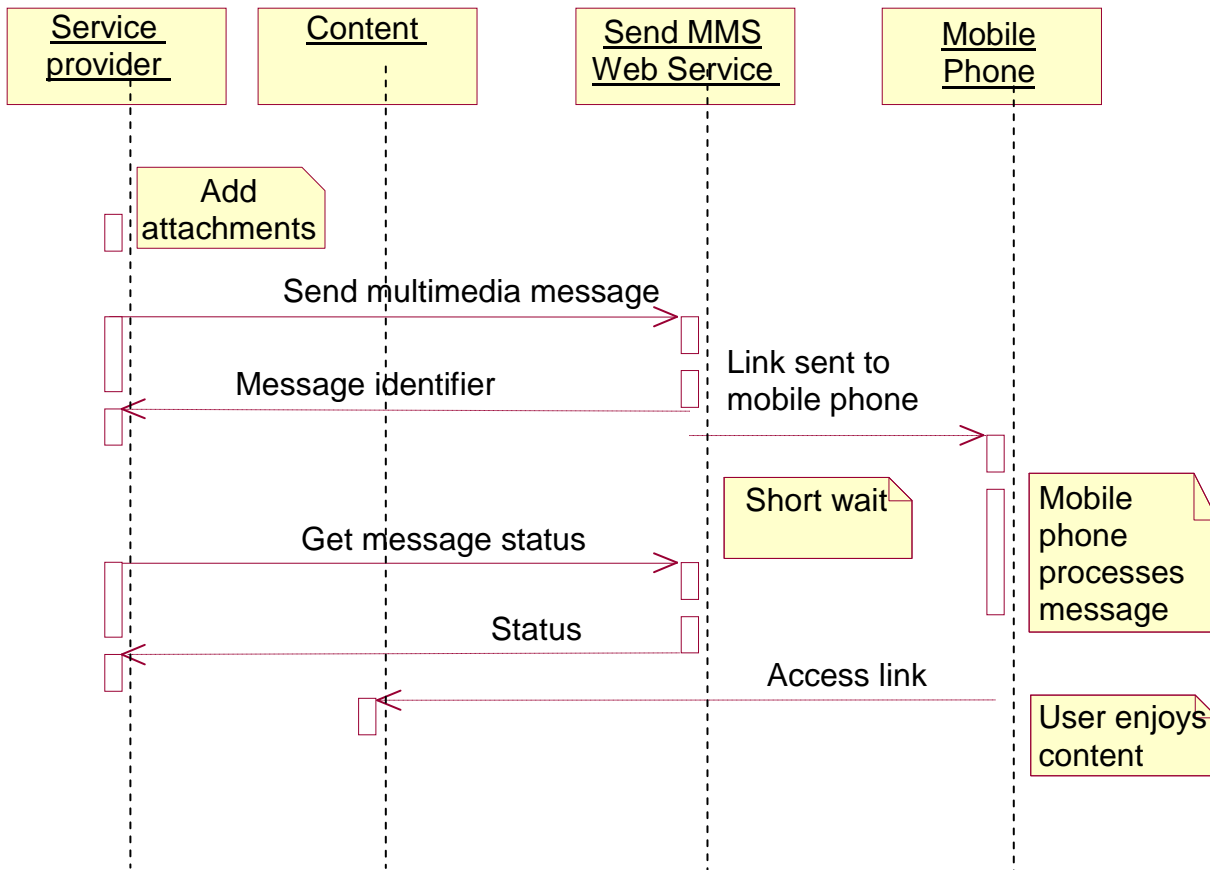 Service
provider
Content
Send MMS
Web Service
Mobile
Phone
Add
attachments
Send multimedia message
Link sent to
mobile phone
Message identifier
Short wait
Mobile
phone
processes
message
Get message status
Status
Access link
User enjoys
content